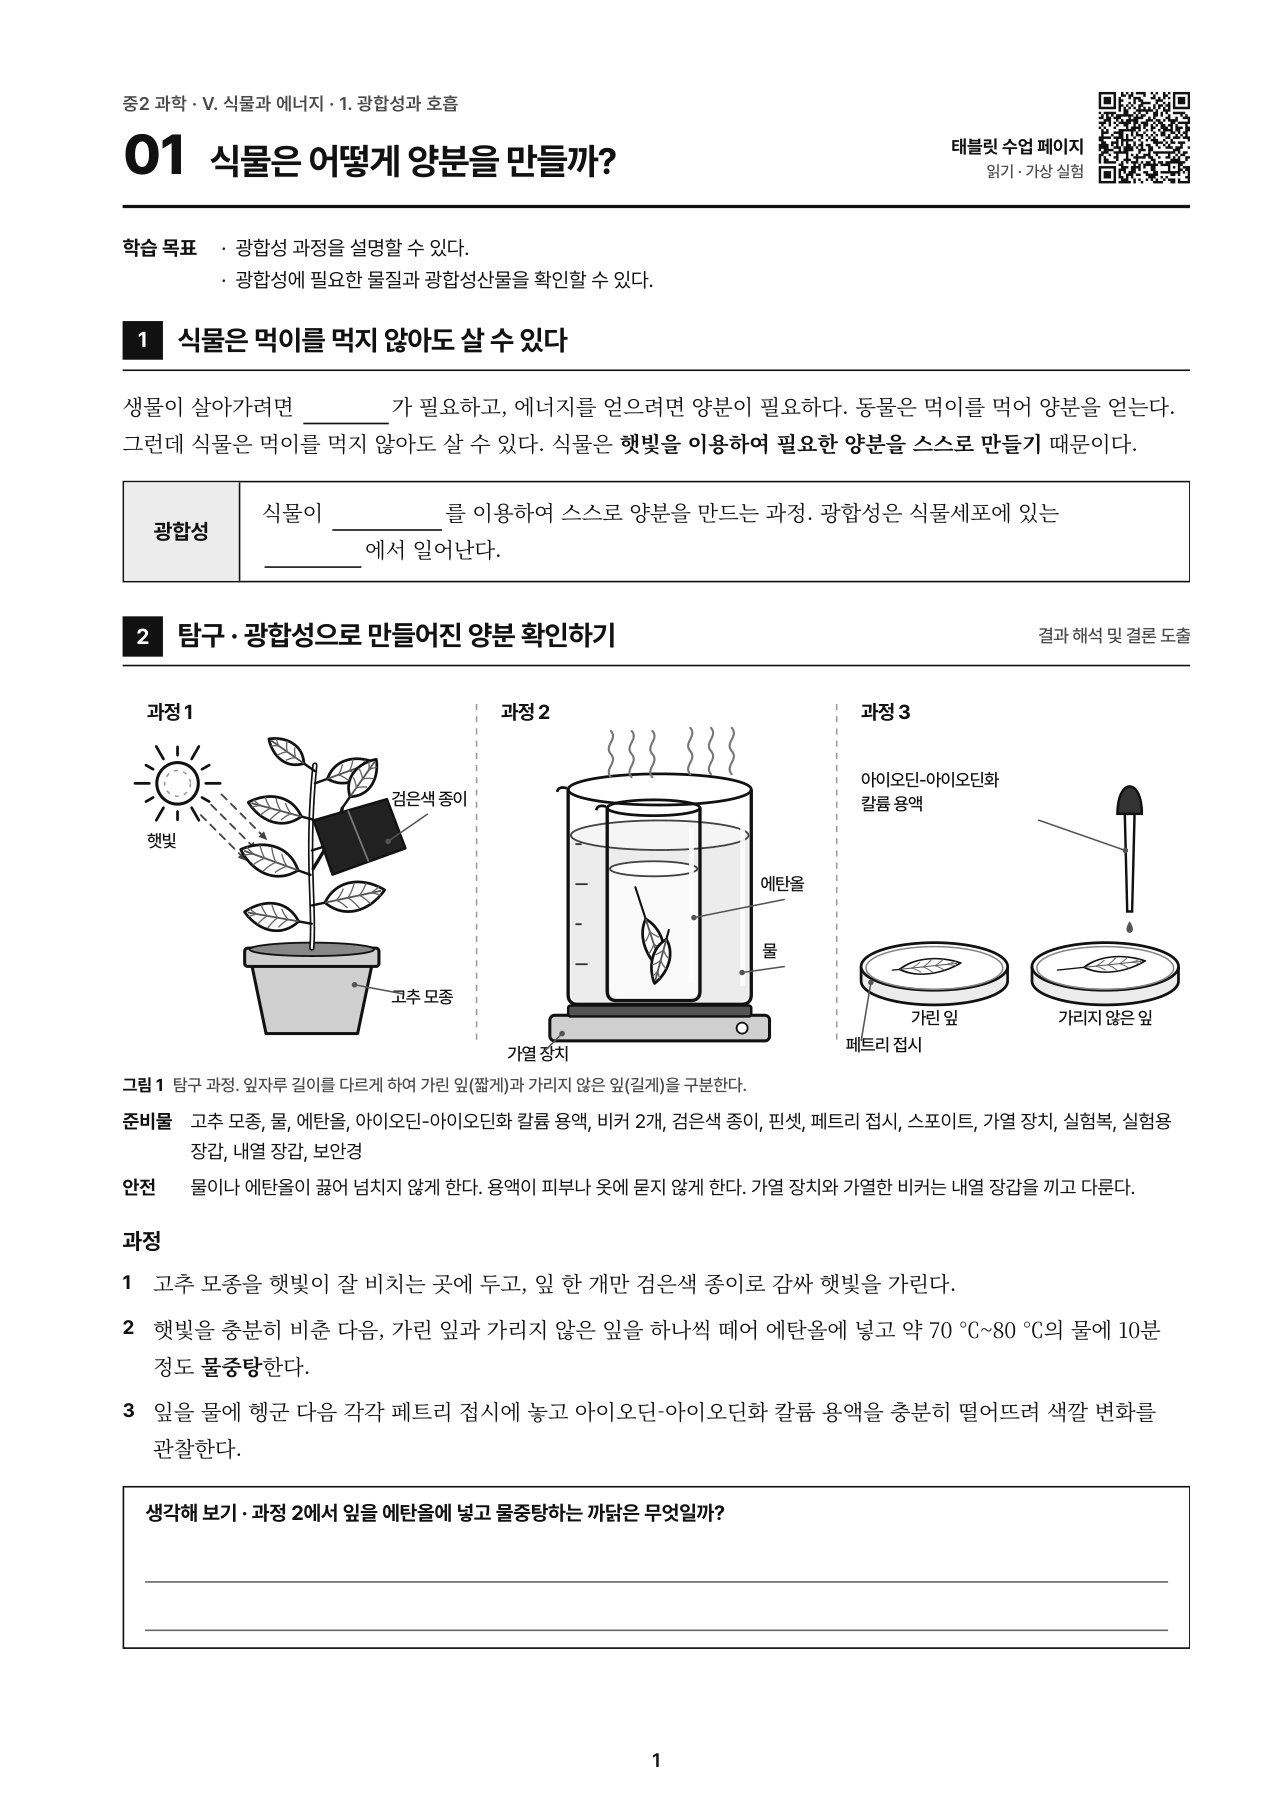 중2 과학 · V. 식물과 에너지 · 1. 광합성과 호흡
01 식물은 어떻게 양분을 만들까?
태블릿 수업 페이지
읽기 · 가상 실험
학습 목표 · 광합성 과정을 설명할 수 있다.
· 광합성에 필요한 물질과 광합성산물을 확인할 수 있다.
1 식물은 먹이를 먹지 않아도 살 수 있다
생물이 살아가려면 ________ 가 필요하고, 에너지를 얻으려면 양분이 필요하다. 동물은 먹이를 먹어 양분을 얻는다.
그런데 식물은 먹이를 먹지 않아도 살 수 있다. 식물은 햇빛을 이용하여 필요한 양분을 스스로 만들기 때문이다.
광합성
식물이 __________ 를 이용하여 스스로 양분을 만드는 과정. 광합성은 식물세포에 있는
_________ 에서 일어난다.
2 탐구 · 광합성으로 만들어진 양분 확인하기
결과 해석 및 결론 도출
과정 1
햇빛
검은색 종이
고추 모종
과정 2
에탄올
물
가열 장치
과정 3
아이오딘-아이오딘화
칼륨 용액
가린 잎
가리지 않은 잎
페트리 접시
그림 1 탐구 과정. 잎자루 길이를 다르게 하여 가린 잎(짧게)과 가리지 않은 잎(길게)을 구분한다.
준비물 고추 모종, 물, 에탄올, 아이오딘-아이오딘화 칼륨 용액, 비커 2개, 검은색 종이, 핀셋, 페트리 접시, 스포이트, 가열 장치, 실험복, 실험용
장갑, 내열 장갑, 보안경
안전 물이나 에탄올이 끓어 넘치지 않게 한다. 용액이 피부나 옷에 묻지 않게 한다. 가열 장치와 가열한 비커는 내열 장갑을 끼고 다룬다.
과정
1 고추 모종을 햇빛이 잘 비치는 곳에 두고, 잎 한 개만 검은색 종이로 감싸 햇빛을 가린다.
2 햇빛을 충분히 비춘 다음, 가린 잎과 가리지 않은 잎을 하나씩 떼어 에탄올에 넣고 약 70 ℃~80 ℃의 물에 10분
정도 물중탕한다.
3 잎을 물에 헹군 다음 각각 페트리 접시에 놓고 아이오딘-아이오딘화 칼륨 용액을 충분히 떨어뜨려 색깔 변화를
관찰한다.
생각해 보기 · 과정 2에서 잎을 에탄올에 넣고 물중탕하는 까닭은 무엇일까?
1